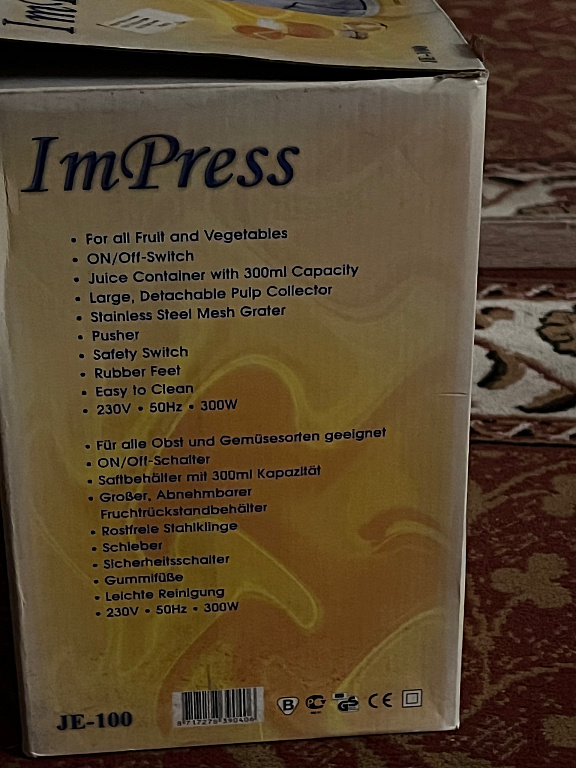 ImPress
• For all Fruit and Vegetables
• ON/Off-Switch
• Juice Container with 300ml Capacity
• Large, Detachable Pulp Collector
• Stainless Steel Mesh Grater
• Pusher
• Safety Switch
• Rubber Feet
• Easy to Clean
• 230V • 50Hz • 300W
• Für alle Obst und Gemüsesorten geeignet
• ON/Off-Schalter
• Saftbehälter mit 300ml Kapazität
• Großer, Abnehmbarer
Fruchtrückstandbehälter
• Rostfreie Stahlklinge
• Schieber
• Sicherheitsschalter
• Gummifüße
• Leichte Reinigung
• 230V • 50Hz • 300W
JE-100
B
GS
CE